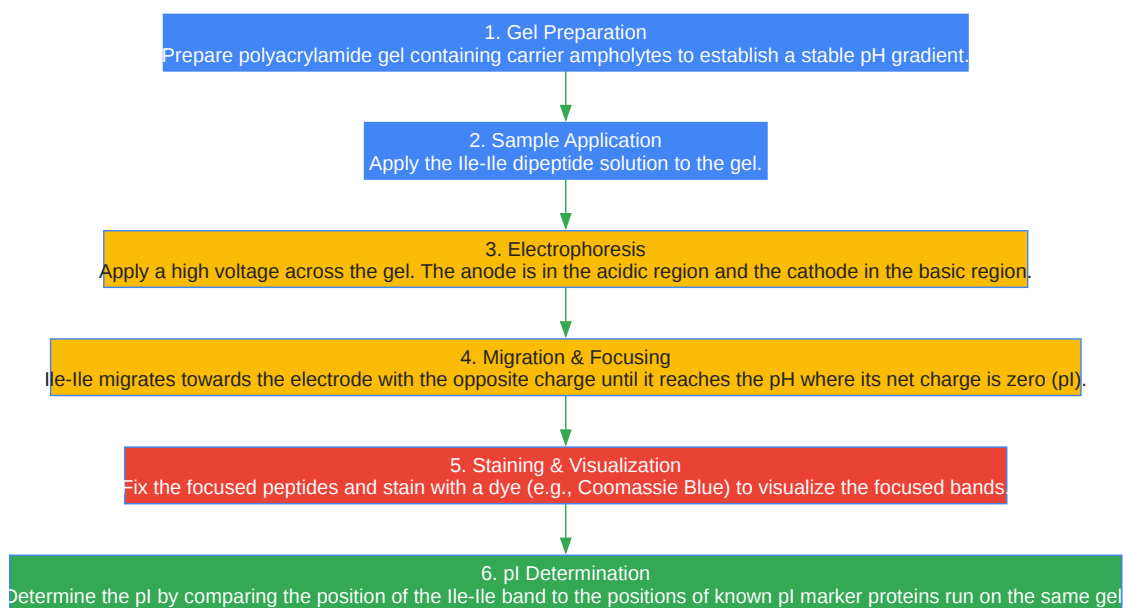 1. Gel Preparation
Prepare polyacrylamide gel containing carrier ampholytes to establish a stable pH gradient.
2. Sample Application
Apply the Ile-Ile dipeptide solution to the gel.
3. Electrophoresis
Apply a high voltage across the gel. The anode is in the acidic region and the cathode in the basic region.
4. Migration & Focusing
Ile-Ile migrates towards the electrode with the opposite charge until it reaches the pH where its net charge is zero (pI).
5. Staining & Visualization
Fix the focused peptides and stain with a dye (e.g., Coomassie Blue) to visualize the focused bands.
6. pI Determination
Determine the pI by comparing the position of the Ile-Ile band to the positions of known pI marker proteins run on the same gel